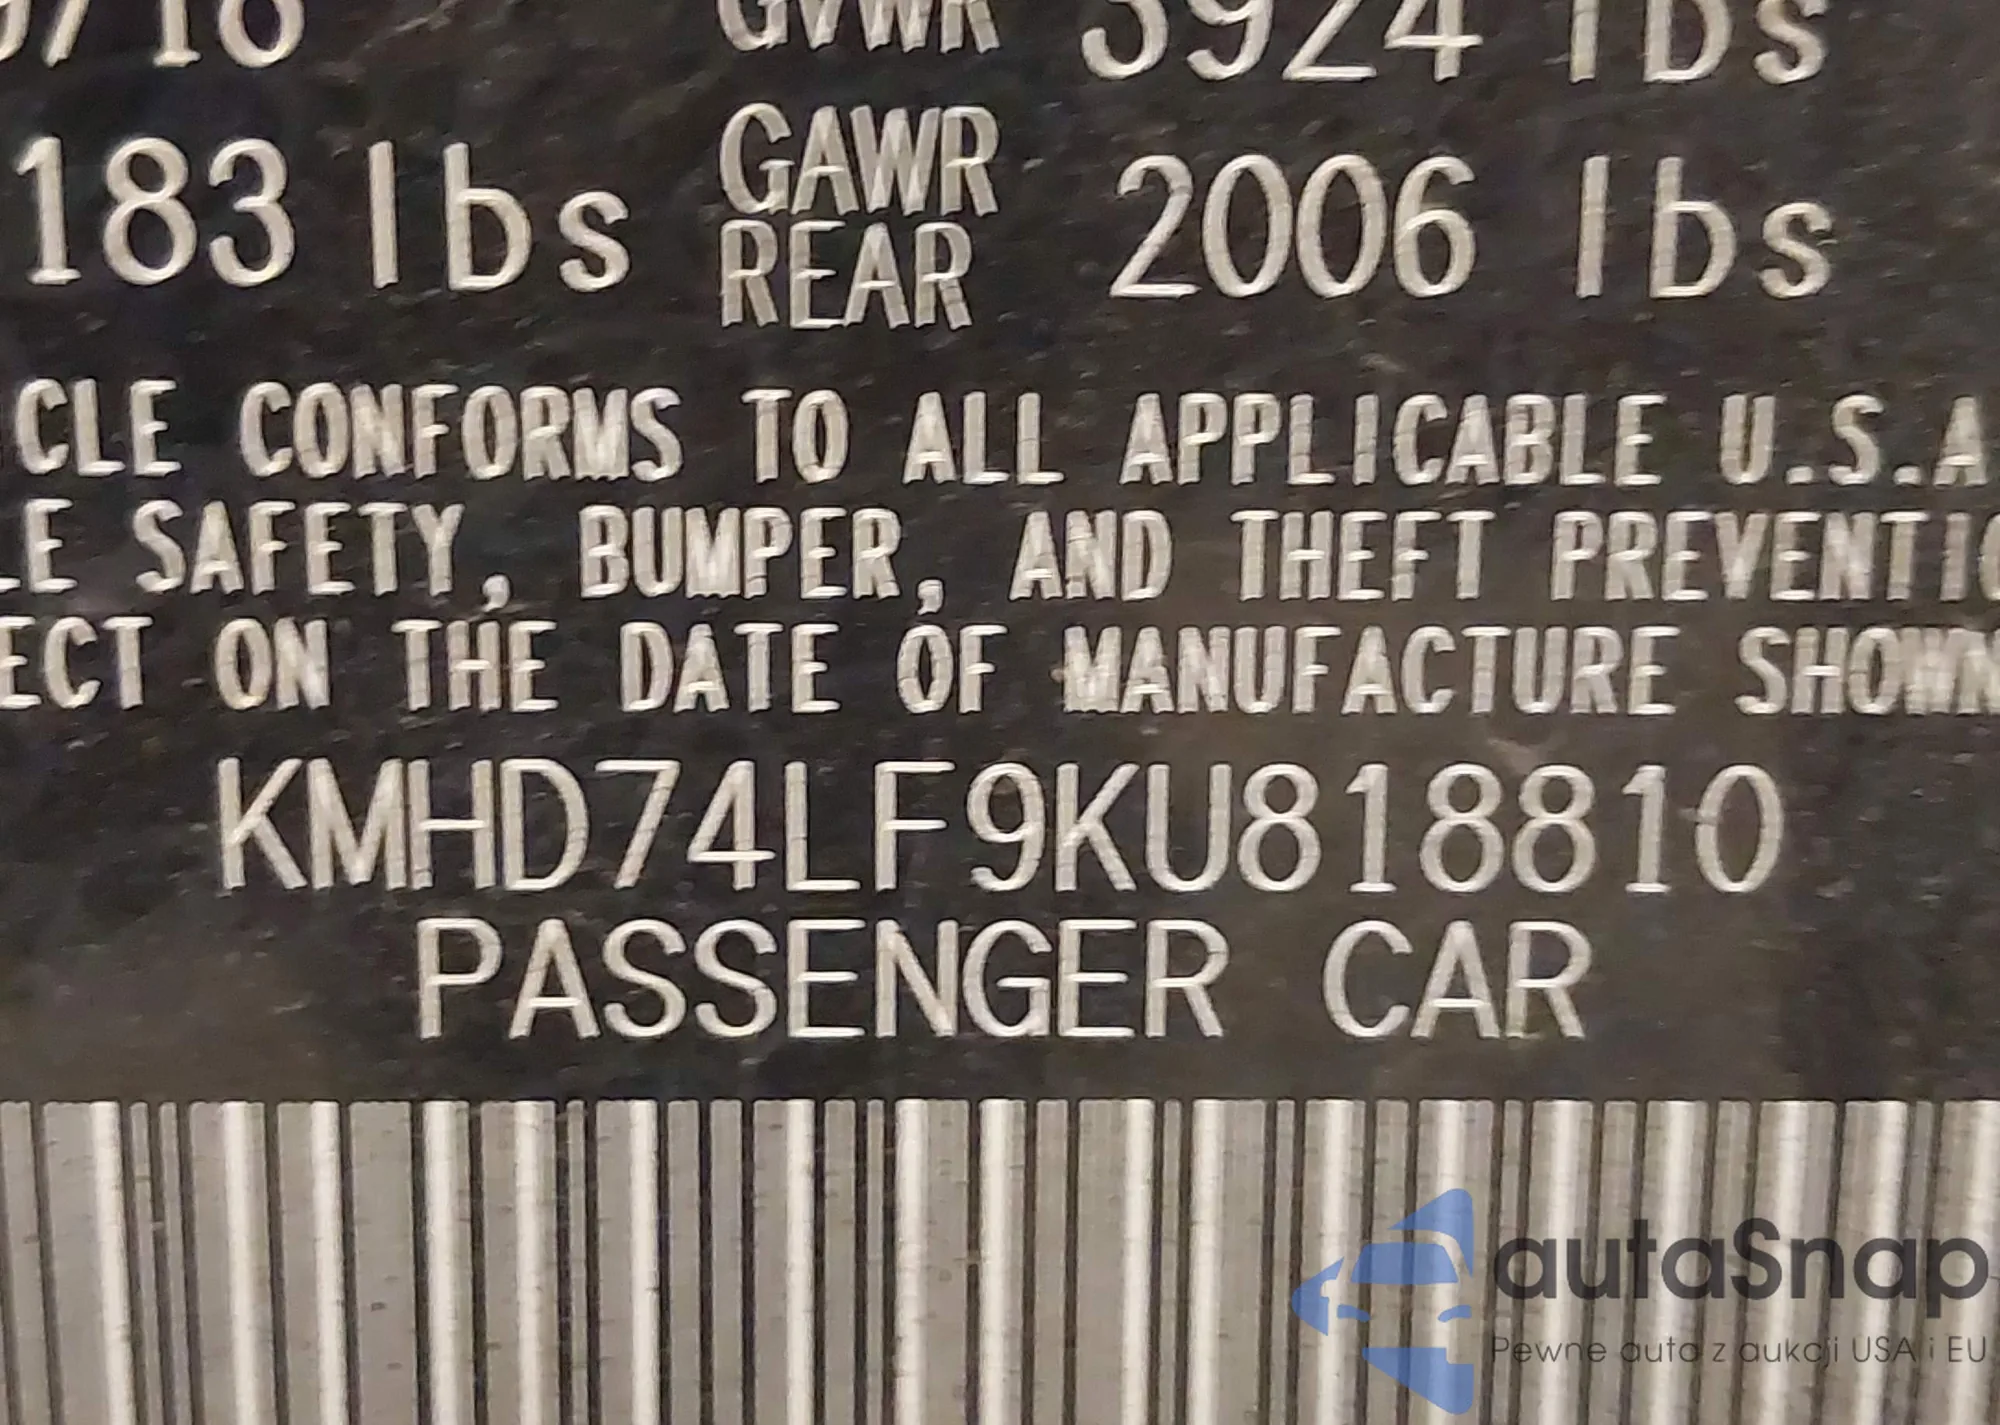 GVWR 3924 lbs
183 lbs GAWR REAR 2006 lbs
CLE CONFORMS TO ALL APPLICABLE U.S.A
LE SAFETY, BUMPER, AND THEFT PREVENTIO
ECT ON THE DATE OF MANUFACTURE SHOWN
KMHD74LF9KU818810
PASSENGER CAR
autaSnap
Pewne auta z aukcji USA i EU